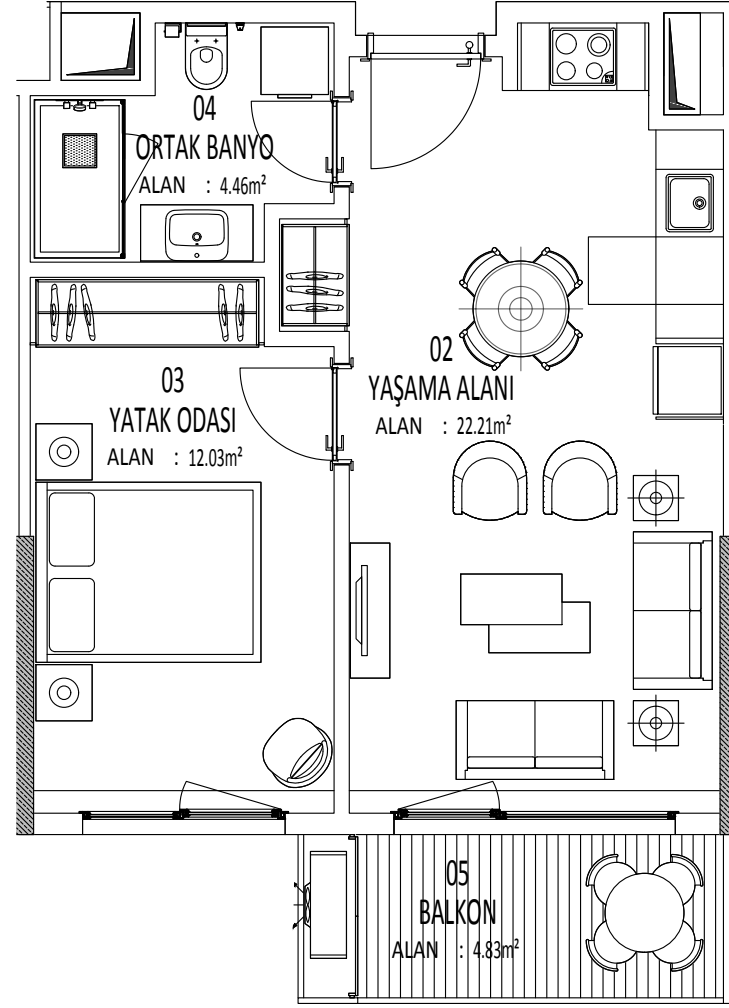 04
ORTAK BANYO
ALAN : 4.46m²
02
YAŞAMA ALANI
ALAN : 22.21m²
03
YATAK ODASI
ALAN : 12.03m²
05
BALKON
ALAN : 4.83m²